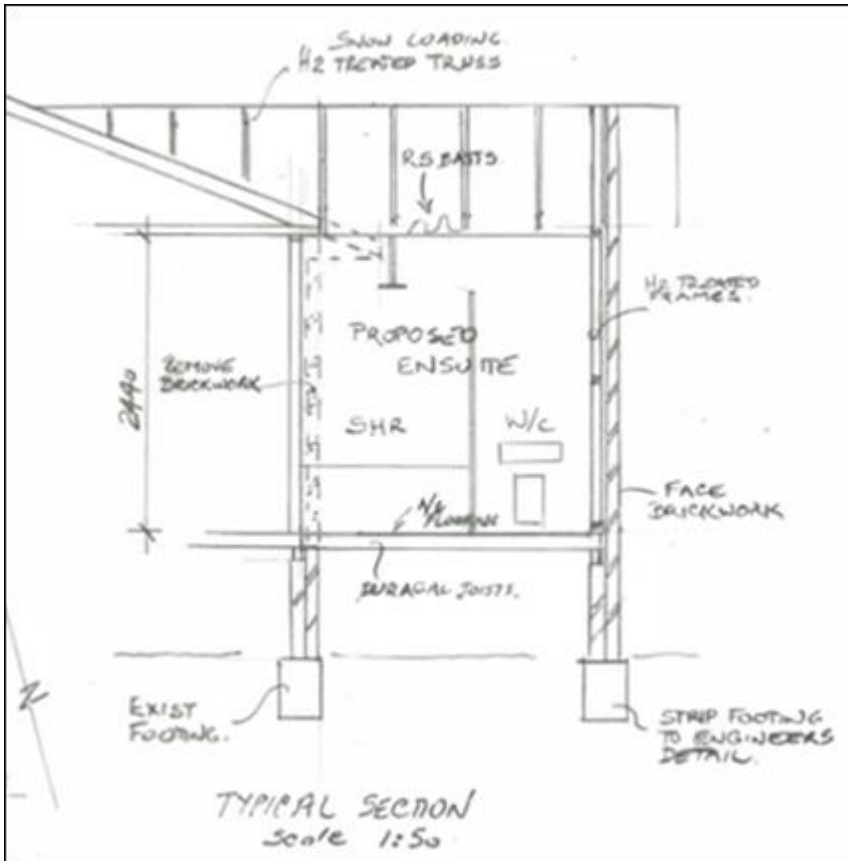 SNOW LOADING.
H2 TREATED TRUSS
R5 BATTS
H2 TREATED
FRAMES.
PROPOSED
ENSUITE
REMOVE
BRICKWORK
2440
SHR
W/C
FLOORING
FACE
BRICKWORK
DURAGAL JOISTS.
EXIST
FOOTING.
STRIP FOOTING
TO ENGINEERS
DETAIL.
TYPICAL SECTION
Scale 1:50